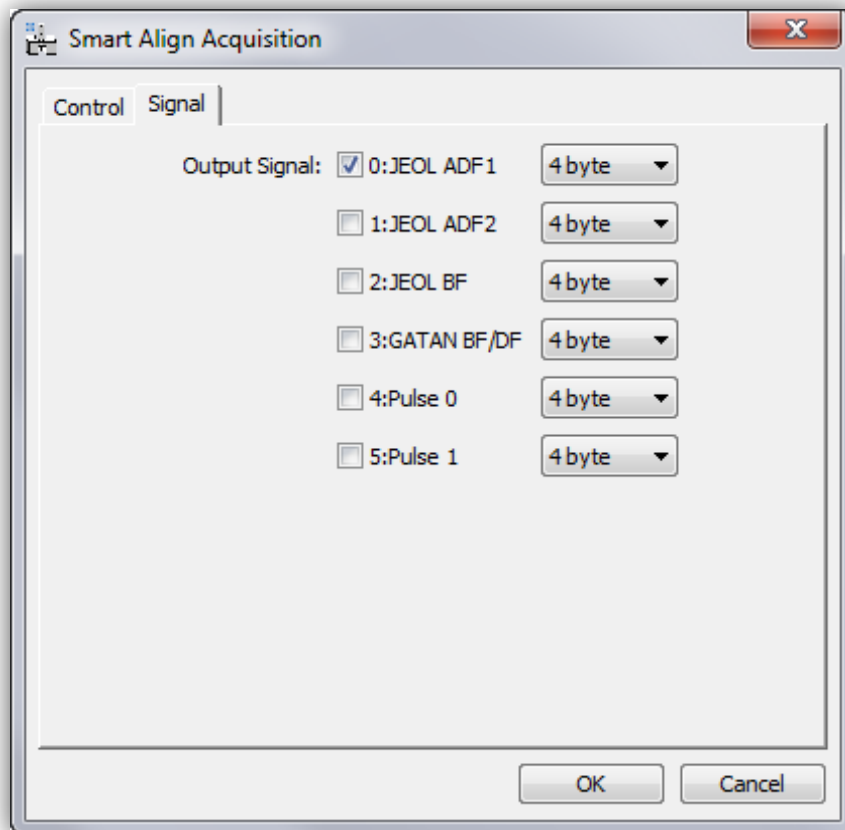 Smart Align Acquisition
Control Signal
Output Signal: 0:JEOL ADF1 4 byte
1:JEOL ADF2 4 byte
2:JEOL BF 4 byte
3:GATAN BF/DF 4 byte
4:Pulse 0 4 byte
5:Pulse 1 4 byte
OK Cancel